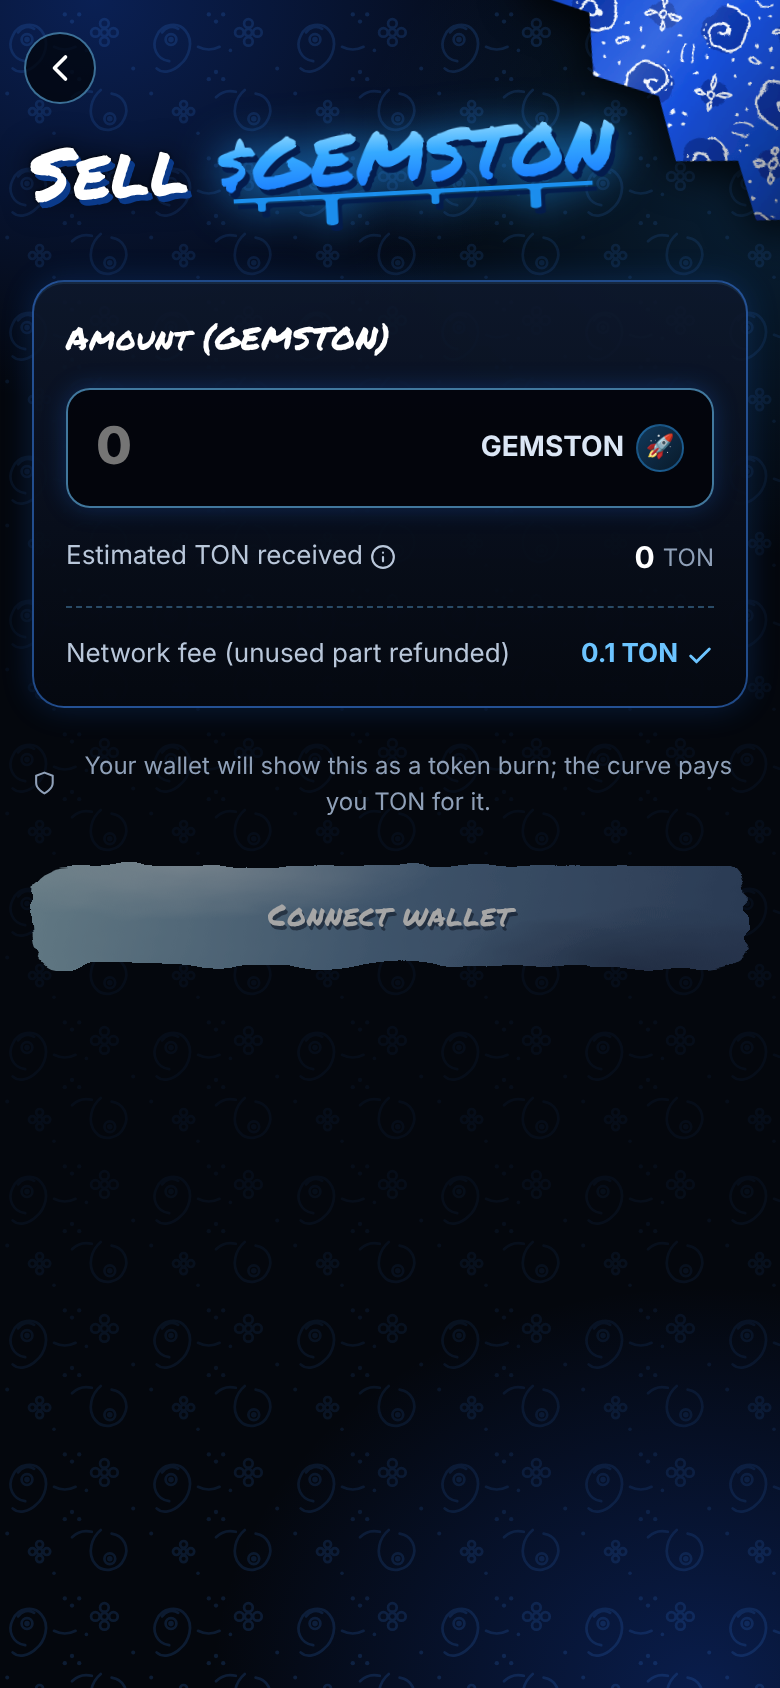 Sell $GEMSTON
Amount (GEMSTON)
0 GEMSTON
Estimated TON received 0 TON
Network fee (unused part refunded) 0.1 TON
Your wallet will show this as a token burn; the curve pays
you TON for it.
Connect wallet